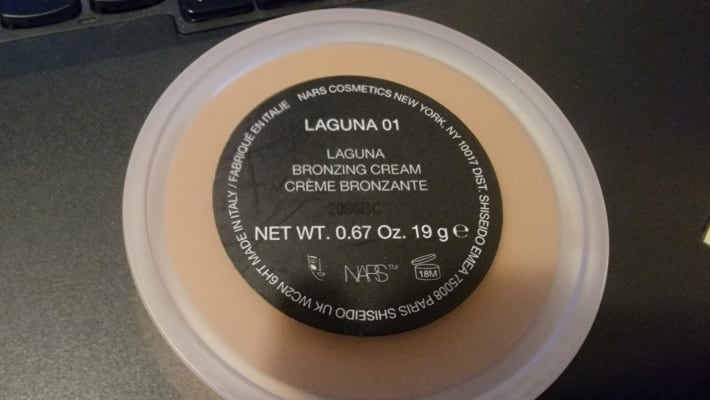 LAGUNA 01
LAGUNA
BRONZING CREAM
CRÈME BRONZANTE
NET WT. 0.67 Oz. 19 g ℮
NARS™
18M
NARS COSMETICS NEW YORK, NY 10017 DIST. SHISEIDO EMEA 75008 PARIS SHISEIDO UK WC2N 6HT MADE IN ITALY / FABRIQUÉ EN ITALIE